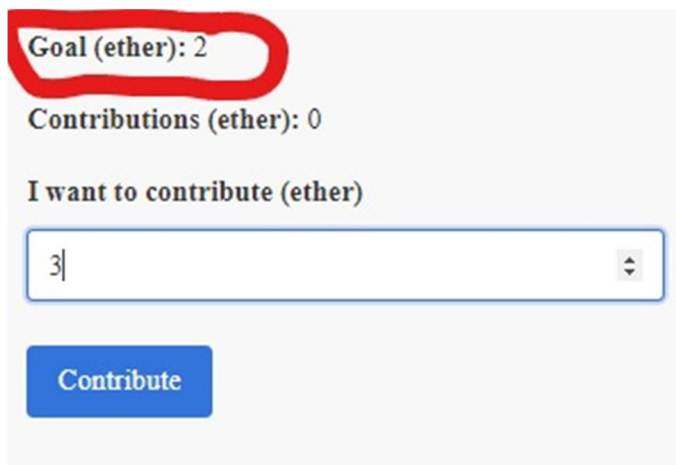 Goal (ether): 2
Contributions (ether): 0
I want to contribute (ether)
3
Contribute